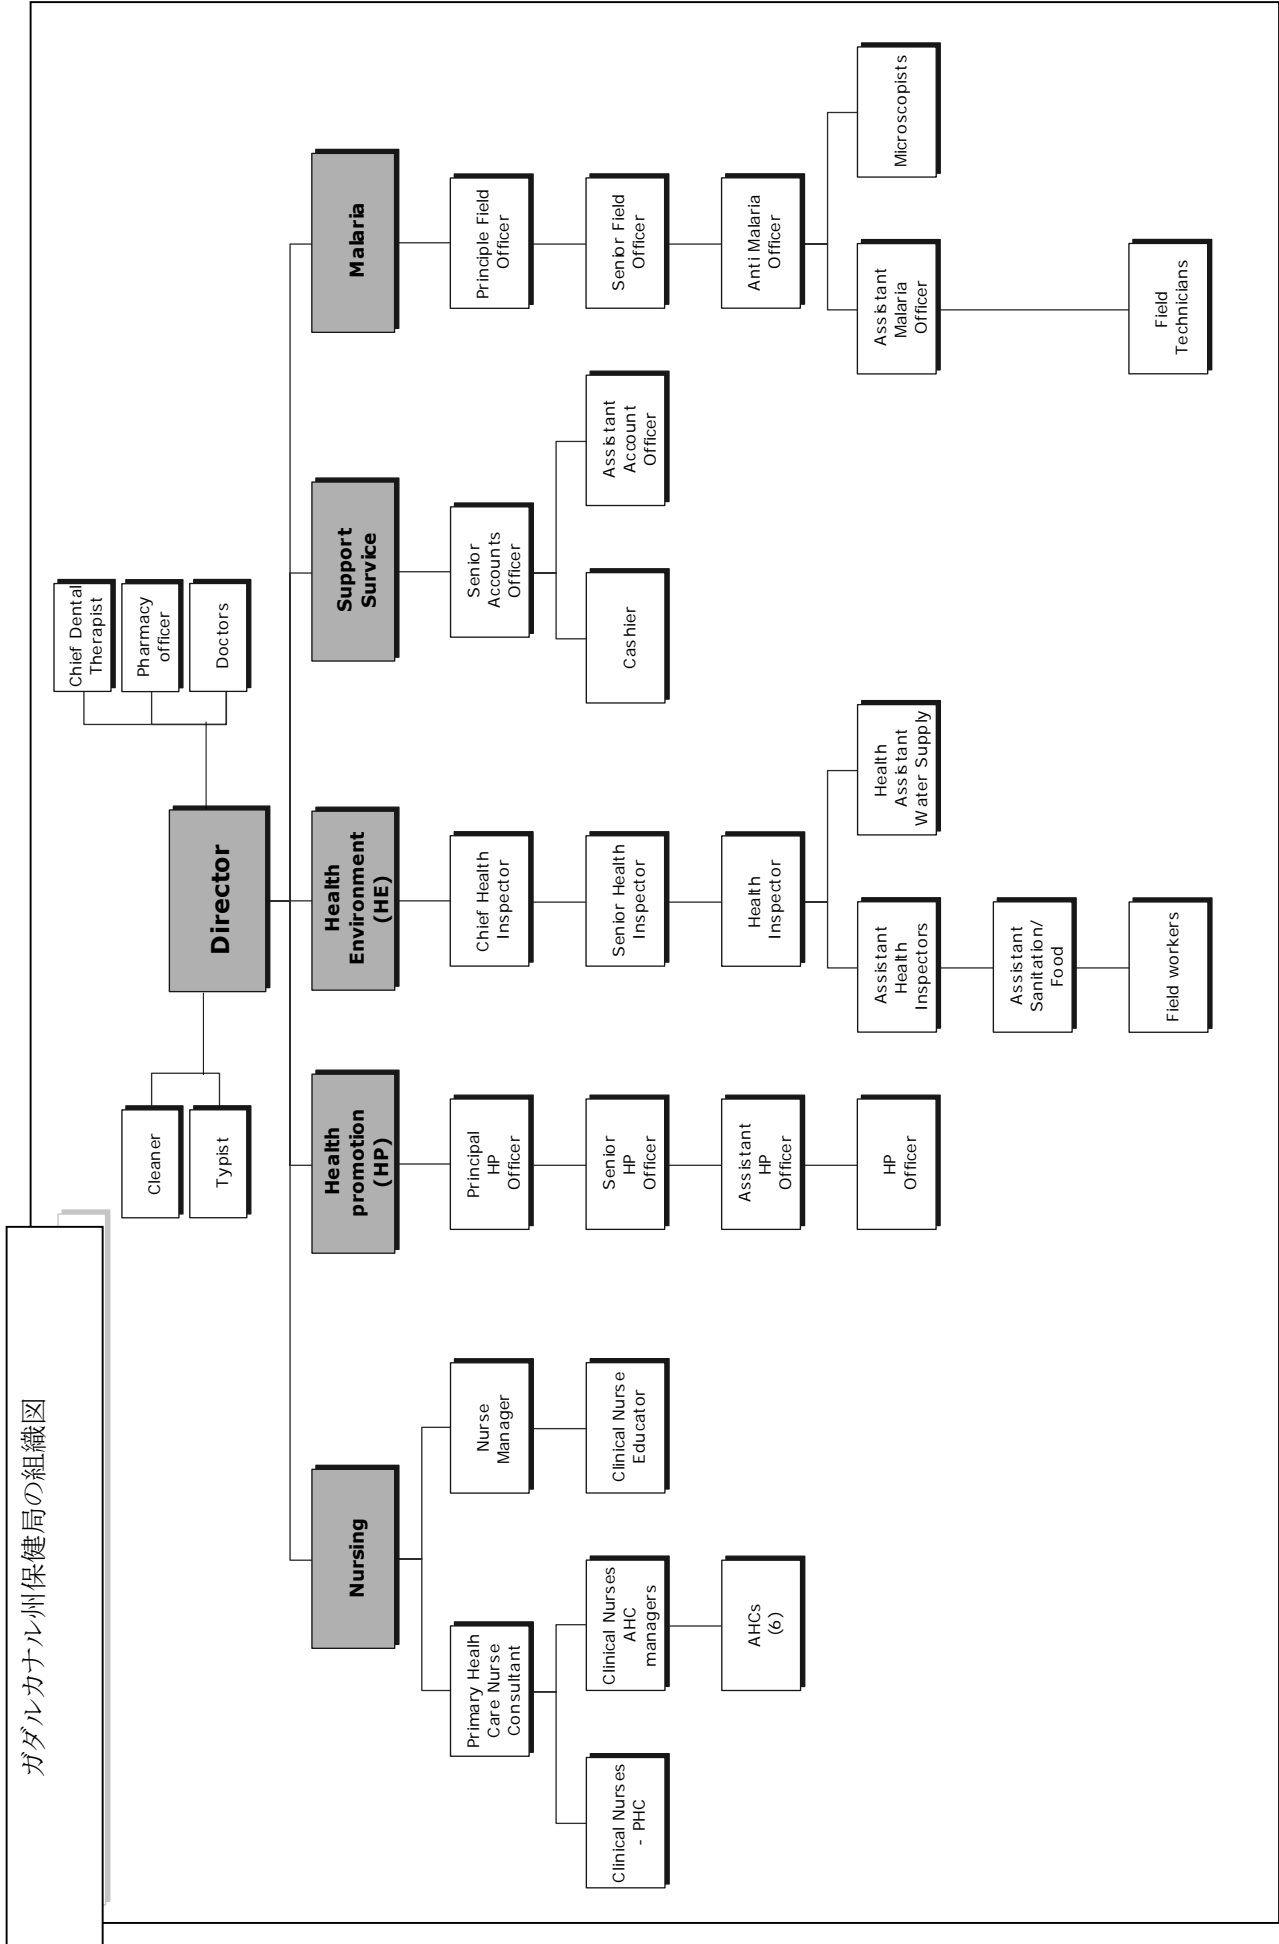 ガダルカナル州保健局の組織図
Cleaner
Typist
Director
Chief Dental
Therapist
Pharmacy
officer
Doctors
Nursing
Health
promotion
(HP)
Health
Environment
(HE)
Support
Survice
Malaria
Primary Healh
Care Nurse
Consultant
Nurse
Manager
Principal
HP
Officer
Chief Health
Inspector
Senior
Accounts
Officer
Principle Field
Officer
Clinical Nurses
- PHC
Clinical Nurses
AHC
managers
Clinical Nurse
Educator
Senior
HP
Officer
Senior Health
Inspector
Cashier
Assistant
Account
Officer
Senior Field
Officer
AHCs
(6)
Assistant
HP
Officer
Health
Inspector
Anti Malaria
Officer
HP
Officer
Assistant
Health
Inspectors
Health
Assistant
Water Supply
Assistant
Malaria
Officer
Microscopists
Assistant
Sanitation/
Food
Field workers
Field
Technicians